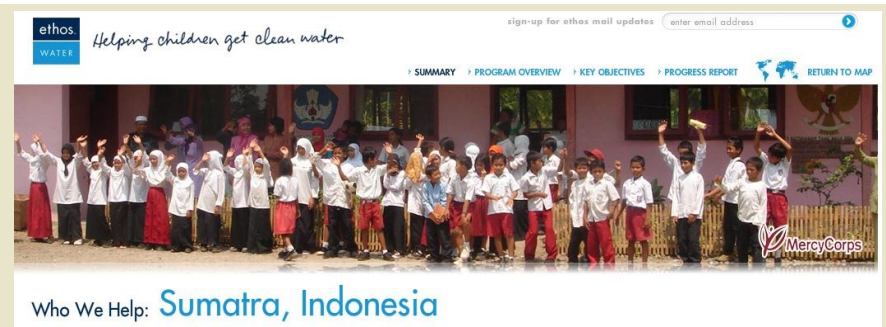 ethos.
WATER
Helping children get clean water
sign-up for ethos mail updates
enter email address
SUMMARY
PROGRAM OVERVIEW
KEY OBJECTIVES
PROGRESS REPORT
RETURN TO MAP
MercyCorps
Who We Help: Sumatra, Indonesia